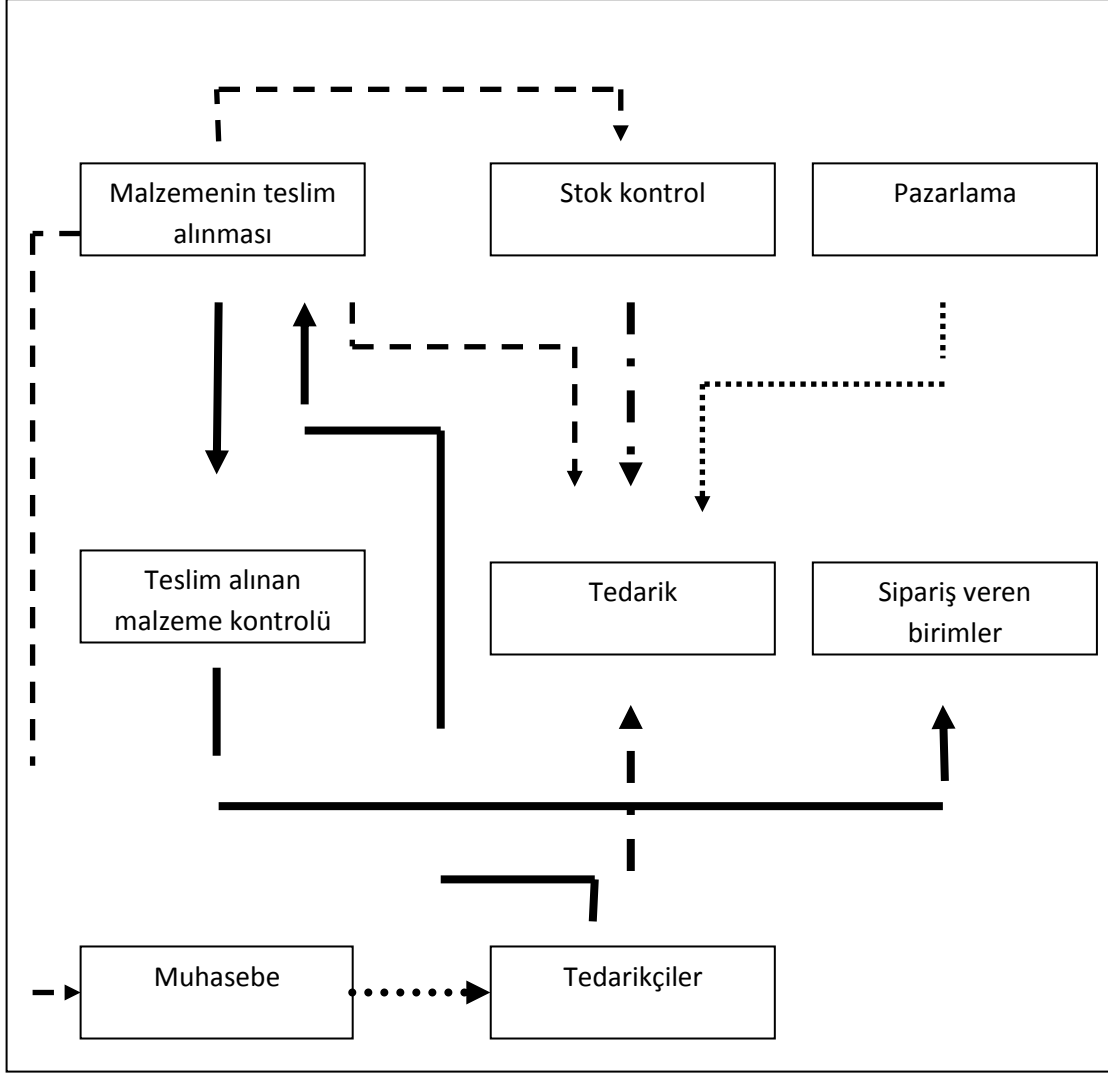 Malzemenin teslim
alınması
Stok kontrol
Pazarlama
Teslim alınan
malzeme kontrolü
Tedarik
Sipariş veren
birimler
Muhasebe
Tedarikçiler